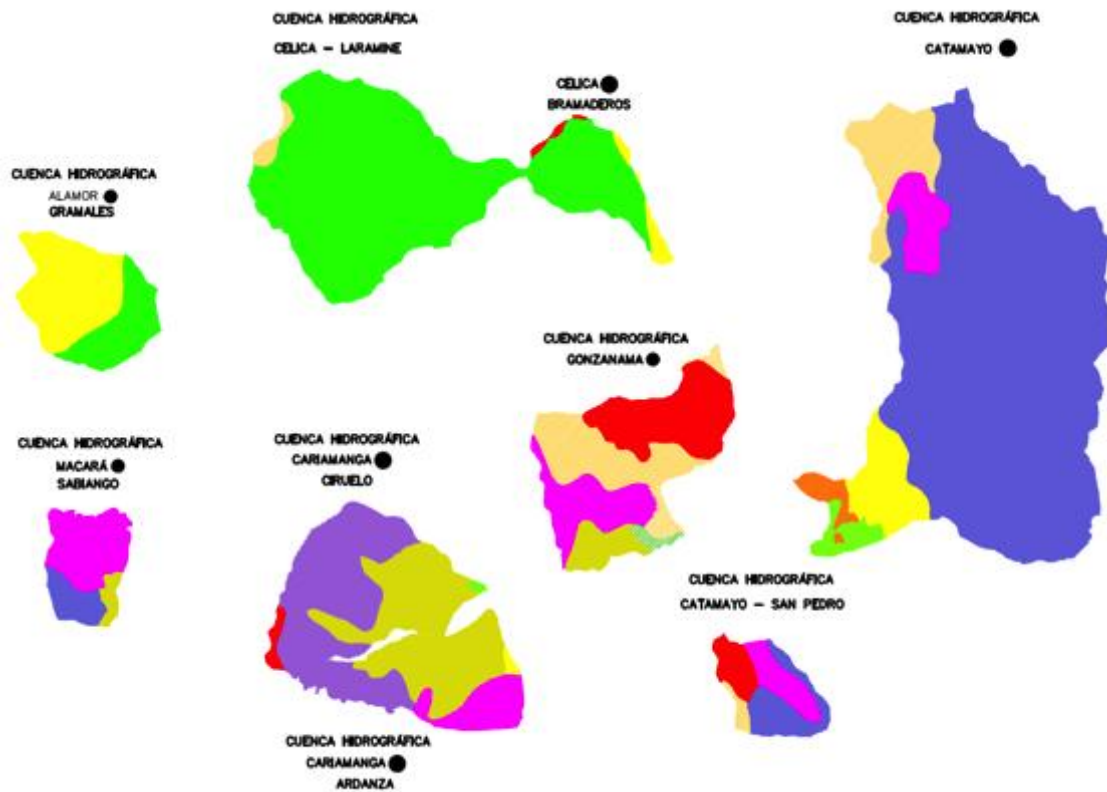 CUENCA HIDROGRÁFICA
CELICA – LARAMINE
CELICA
BRAMADEROS
CUENCA HIDROGRÁFICA
CATAMAYO
CUENCA HIDROGRÁFICA
ALAMOR
GRAMALES
CUENCA HIDROGRÁFICA
GONZANAMA
CUENCA HIDROGRÁFICA
MACARÁ
SABIANGO
CUENCA HIDROGRÁFICA
CARIAMANGA
CIRUELO
CUENCA HIDROGRÁFICA
CATAMAYO – SAN PEDRO
CUENCA HIDROGRÁFICA
CARIAMANGA
ARDANZA